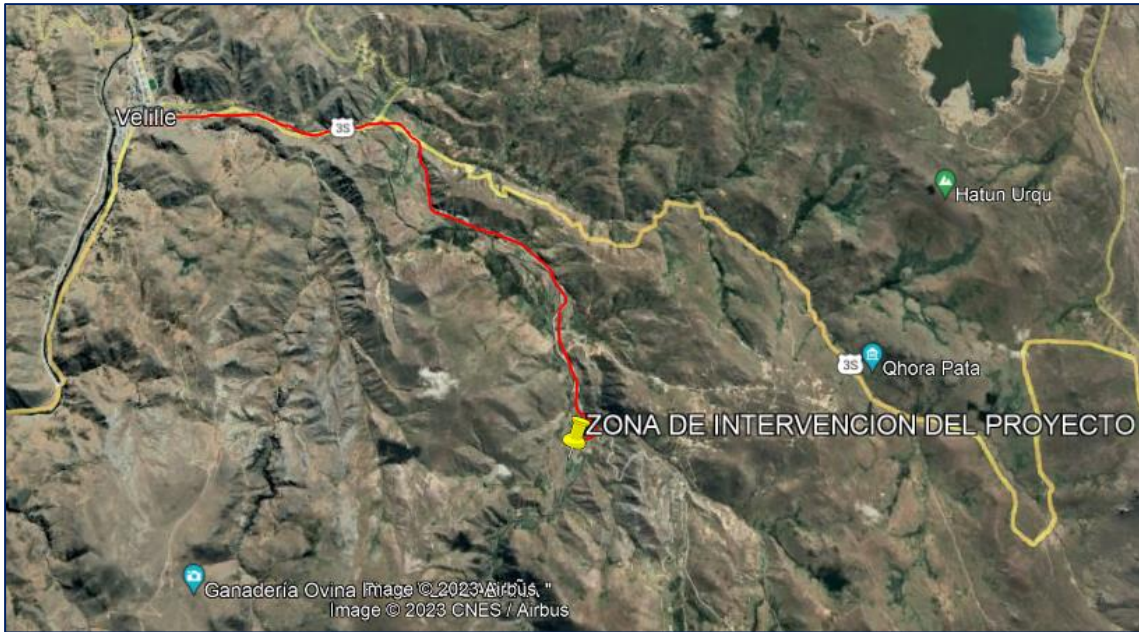 Velille
3S
Hatun Urqu
3S
Qhora Pata
ZONA DE INTERVENCION DEL PROYECTO
Ganadería Ovina
Image © 2023 Airbus
Image © 2023 CNES / Airbus